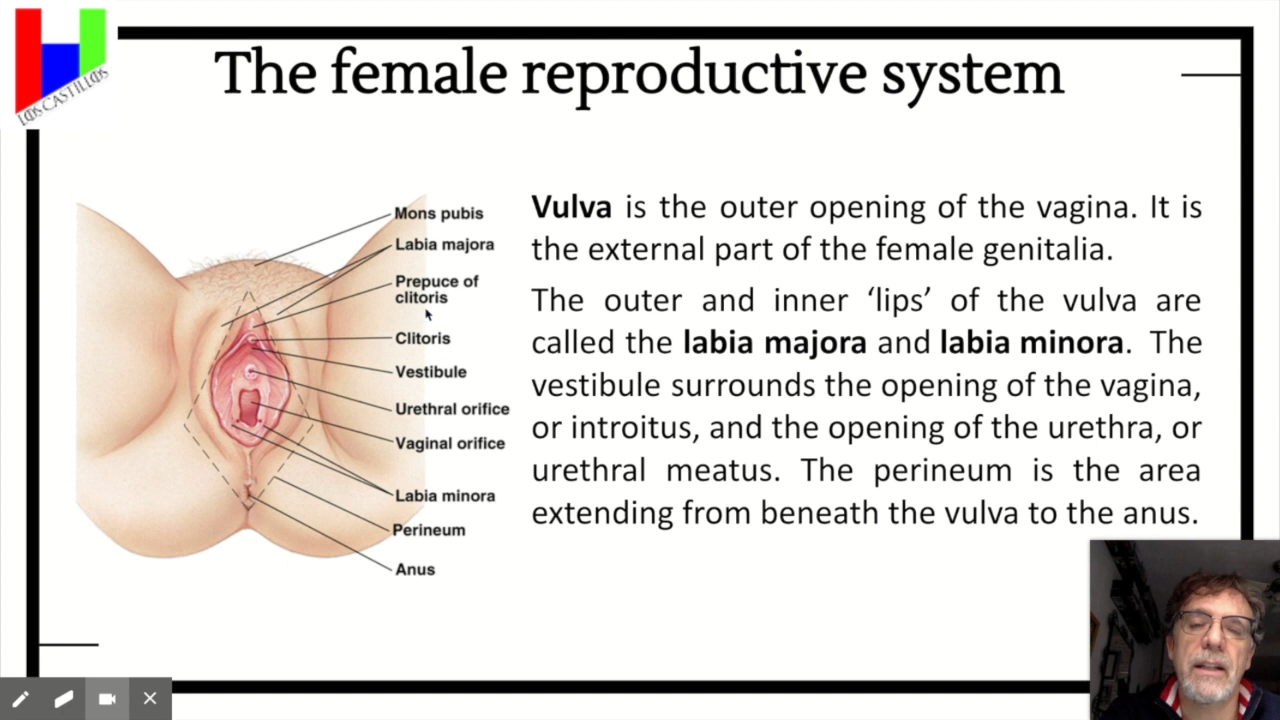 L@S CASTILL@S
The female reproductive system
Mons pubis
Labia majora
Prepuce of
clitoris
Clitoris
Vestibule
Urethral orifice
Vaginal orifice
Labia minora
Perineum
Anus
Vulva is the outer opening of the vagina. It is
the external part of the female genitalia.
The outer and inner ‘lips’ of the vulva are
called the labia majora and labia minora. The
vestibule surrounds the opening of the vagina,
or introitus, and the opening of the urethra, or
urethral meatus. The perineum is the area
extending from beneath the vulva to the anus.